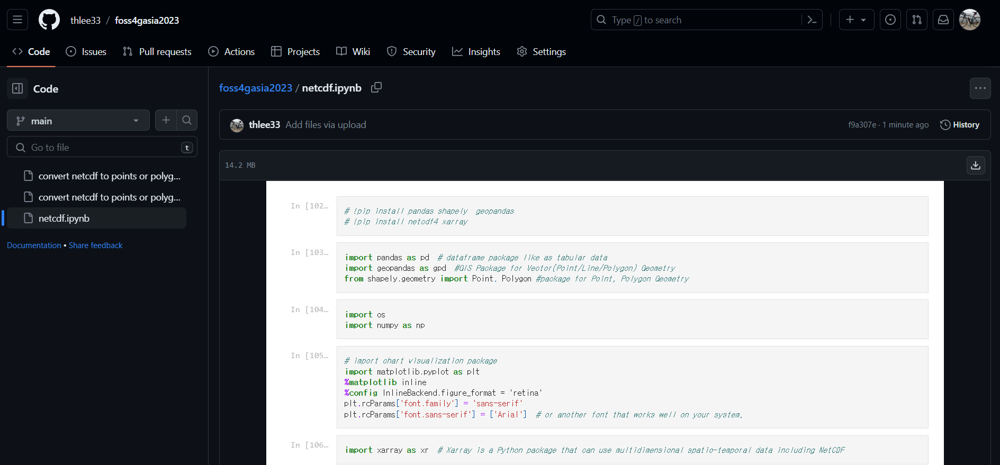 thlee33 / foss4gasia2023
Type / to search
Code
Issues
Pull requests
Actions
Projects
Wiki
Security
Insights
Settings
Code
main
Go to file
t
convert netcdf to points or polyg...
convert netcdf to points or polyg...
netcdf.ipynb
Documentation • Share feedback
foss4gasia2023 / netcdf.ipynb
thlee33 Add files via upload
f9a307e · 1 minute ago
History
14.2 MB
In [102…
# !pip install pandas shapely  geopandas
# !pip install netcdf4 xarray
In [103…
import pandas as pd  # dataframe package like as tabular data
import geopandas as gpd  #GIS Package for Vector(Point/Line/Polygon) Geometry
from shapely.geometry import Point, Polygon #package for Point, Polygon Geometry
In [104…
import os
import numpy as np
In [105…
# import chart visualization package
import matplotlib.pyplot as plt
%matplotlib inline
%config InlineBackend.figure_format = 'retina'
plt.rcParams['font.family'] = 'sans-serif'
plt.rcParams['font.sans-serif'] = ['Arial']  # or another font that works well on your system.
In [106…
import xarray as xr  # Xarray is a Python package that can use multidimensional spatio-temporal data including NetCDF